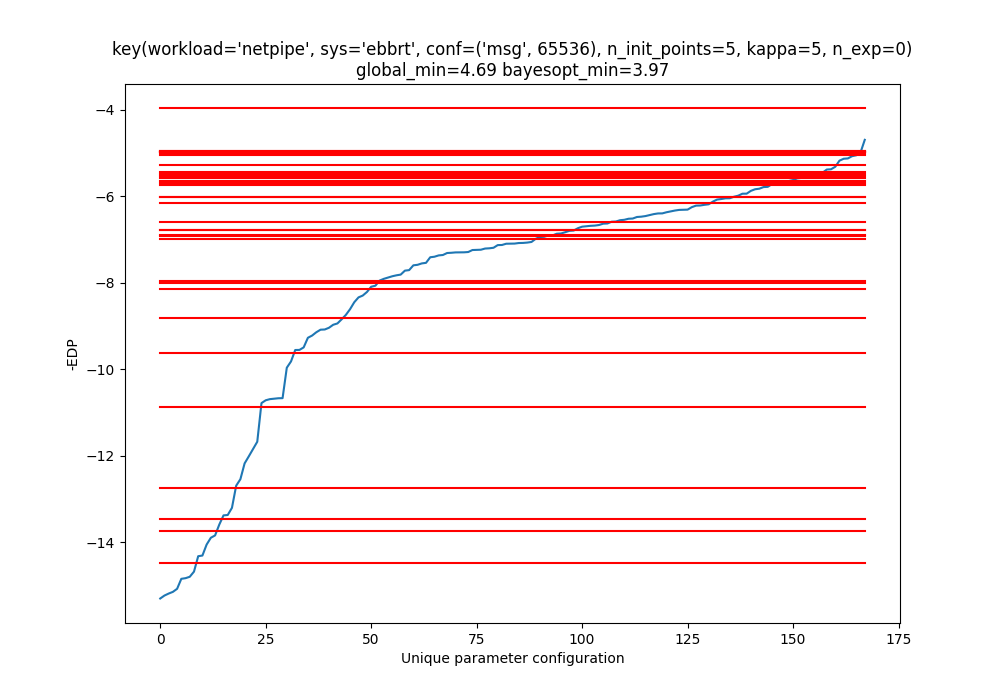 key(workload='netpipe', sys='ebbrt', conf=('msg', 65536), n_init_points=5, kappa=5, n_exp=0)
global_min=4.69 bayesopt_min=3.97
−4
−6
−8
−10
−12
−14
-EDP
0 25 50 75 100 125 150 175
Unique parameter configuration